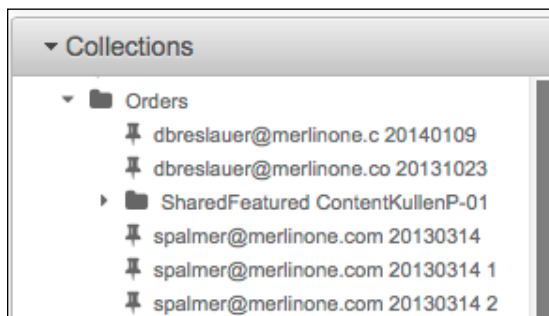 Collections
Orders
dbreslauer@merlinone.c 20140109
dbreslauer@merlinone.co 20131023
SharedFeatured ContentKullenP-01
spalmer@merlinone.com 20130314
spalmer@merlinone.com 20130314 1
spalmer@merlinone.com 20130314 2